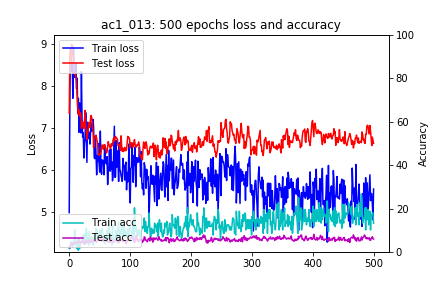 ac1_013: 500 epochs loss and accuracy
Train loss
Test loss
Train acc
Test acc
Loss
9
8
7
6
5
Accuracy
100
80
60
40
20
0
0 100 200 300 400 500